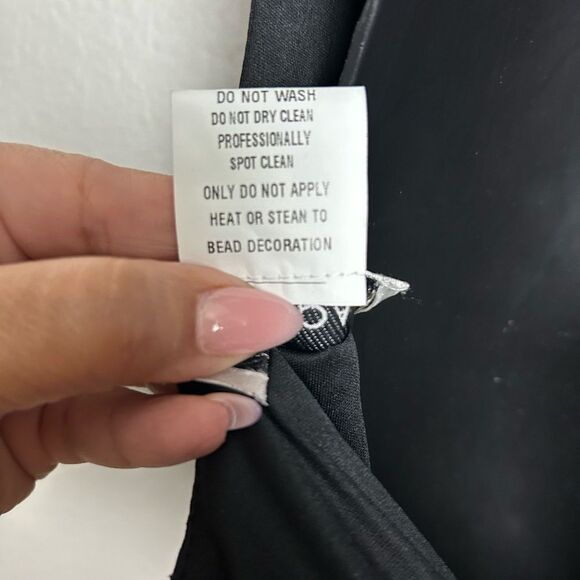 DO NOT WASH
DO NOT DRY CLEAN
PROFESSIONALLY
SPOT CLEAN
ONLY DO NOT APPLY
HEAT OR STEAN TO
BEAD DECORATION